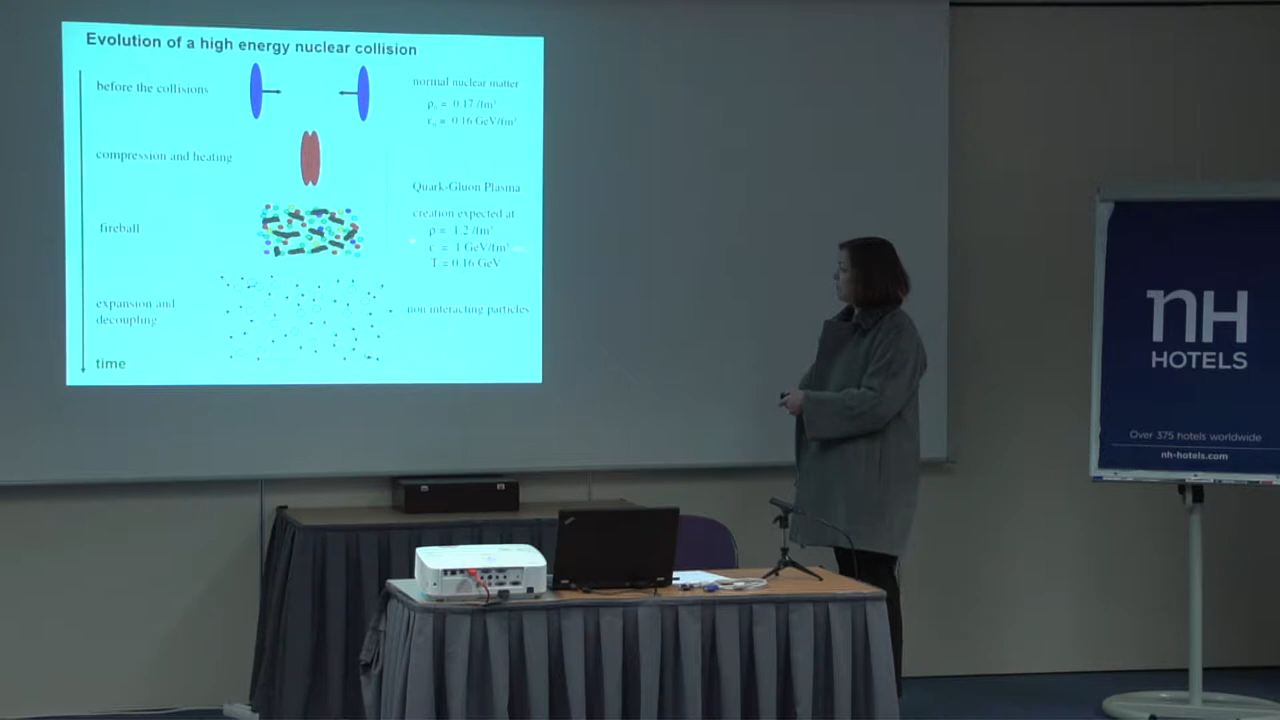 Evolution of a high energy nuclear collision
before the collisions
normal nuclear matter
ρ₀ = 0.17 /fm³
ε₀ = 0.16 GeV/fm³
compression and heating
Quark-Gluon Plasma
creation expected at
fireball
ρ = 1.2 /fm³
ε = 1 GeV/fm³
T = 0.16 GeV
expansion and
decoupling
non interacting particles
time
nH
HOTELS
Over 375 hotels worldwide
nh-hotels.com